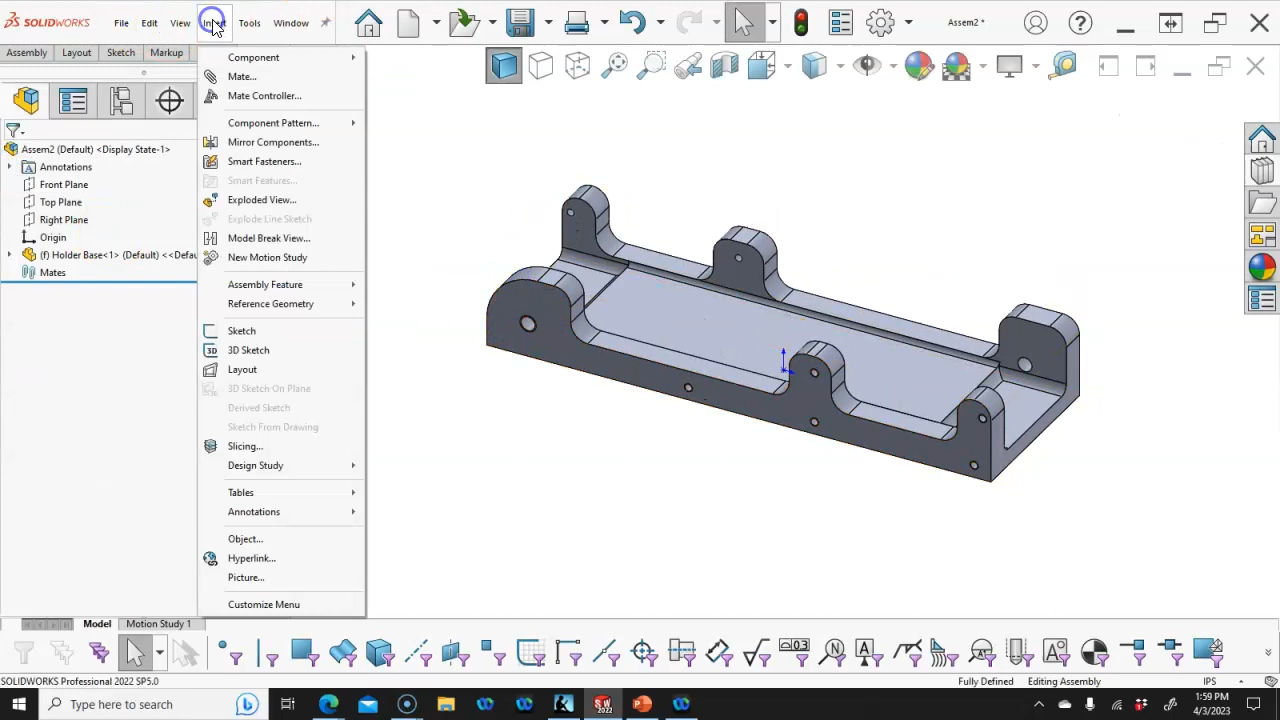 SOLIDWORKS File Edit View Insert Tools Window Assem2 *
Assembly Layout Sketch Markup
Component
Mate...
Mate Controller...
Component Pattern...
Mirror Components...
Smart Fasteners...
Smart Features...
Exploded View...
Explode Line Sketch
Model Break View...
New Motion Study
Assembly Feature
Reference Geometry
Sketch
3D Sketch
Layout
3D Sketch On Plane
Derived Sketch
Sketch From Drawing
Slicing...
Design Study
Tables
Annotations
Object...
Hyperlink...
Picture...
Customize Menu
Assem2 (Default) <Display State-1>
Annotations
Front Plane
Top Plane
Right Plane
Origin
(f) Holder Base<1> (Default) <<Defau
Mates
Model Motion Study 1
SOLIDWORKS Professional 2022 SP5.0 Fully Defined Editing Assembly IPS
Type here to search
1:59 PM
4/3/2023